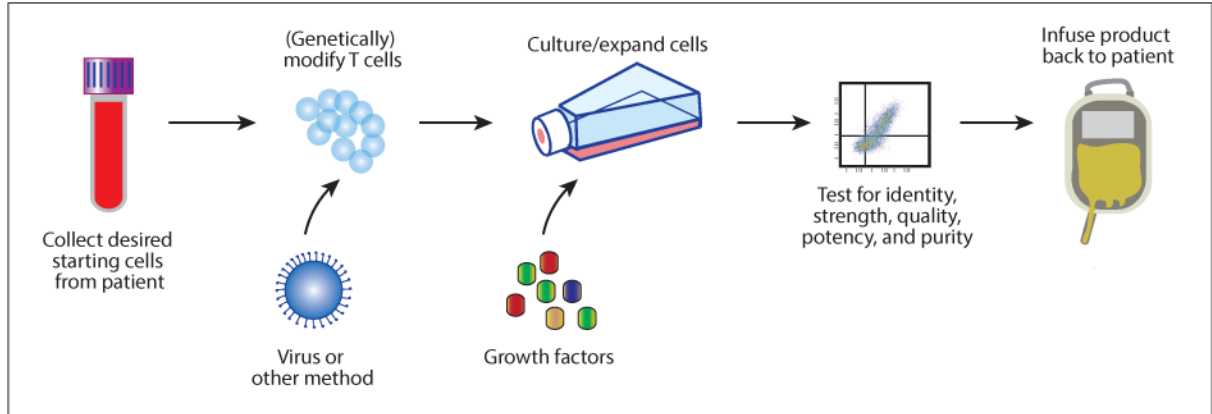 Collect desired
starting cells
from patient
(Genetically)
modify T cells
Virus or
other method
Culture/expand cells
Growth factors
Test for identity,
strength, quality,
potency, and purity
Infuse product
back to patient